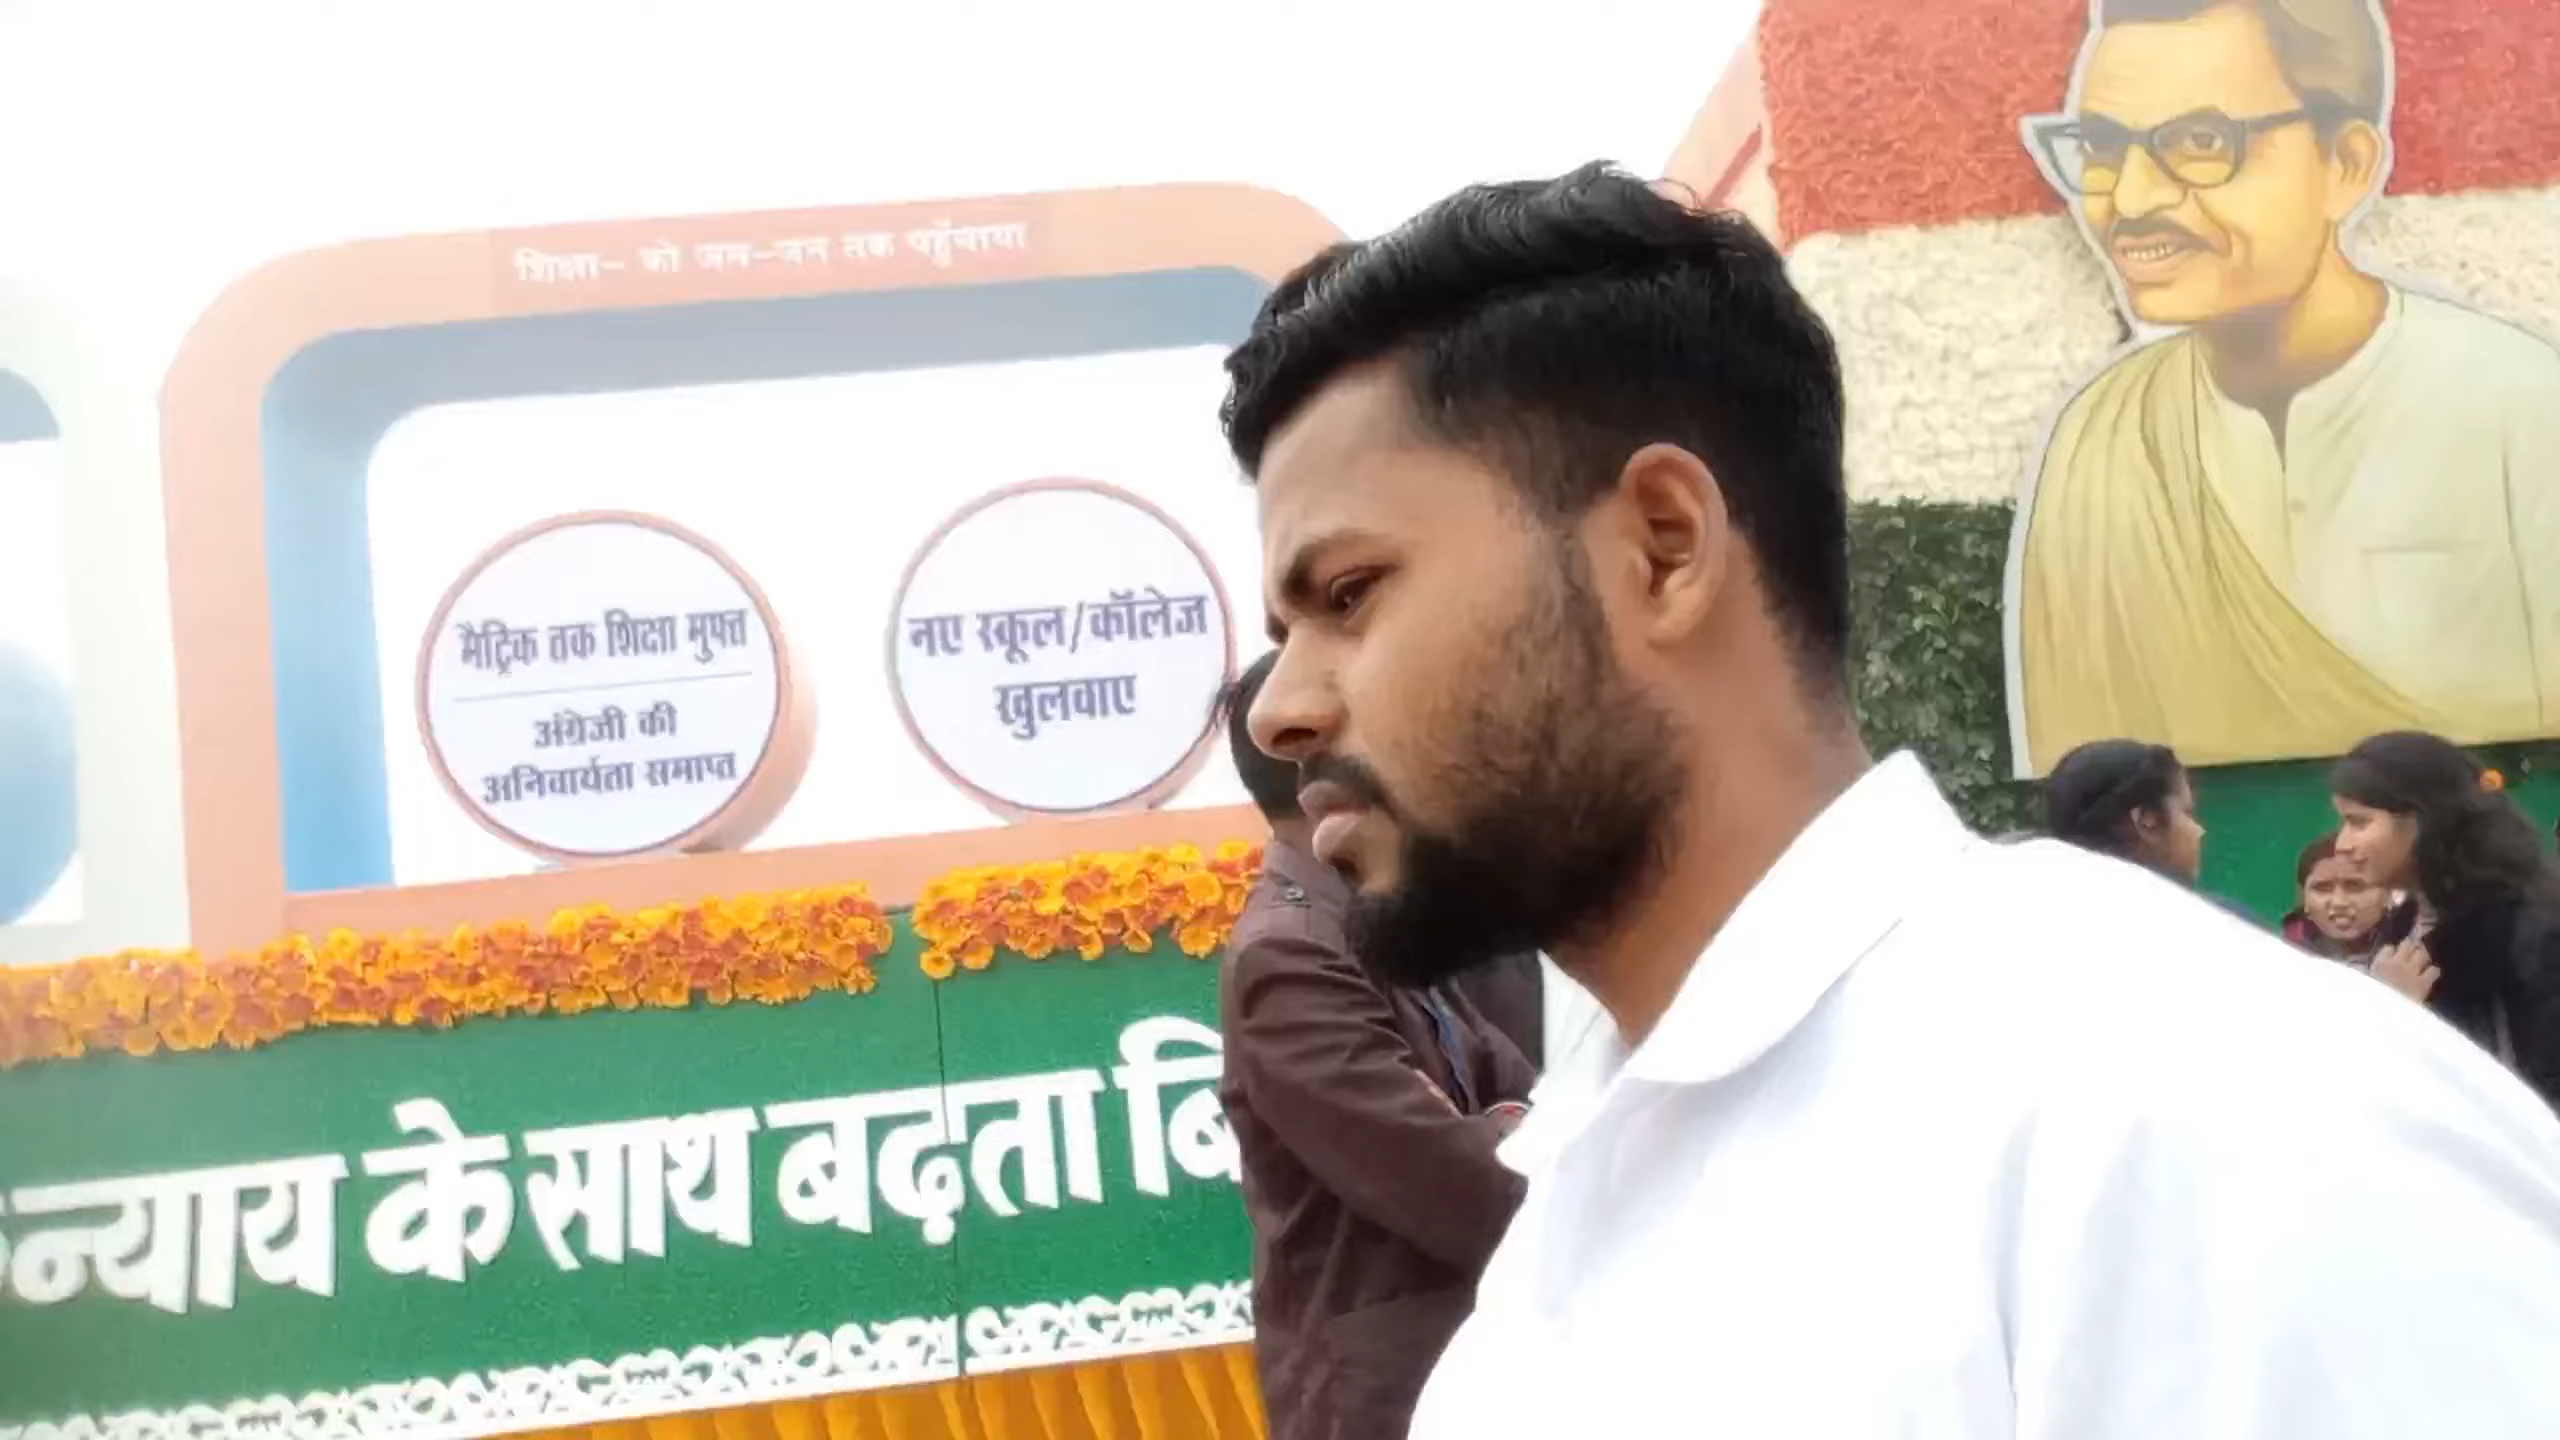 शिक्षा- को जन-जन तक पहुँचाया
मैट्रिक तक शिक्षा मुफ्त
अंग्रेजी की
अनिवार्यता समाप्त
नए स्कूल/कॉलेज
खुलवाए
न्याय के साथ बढ़ता बि